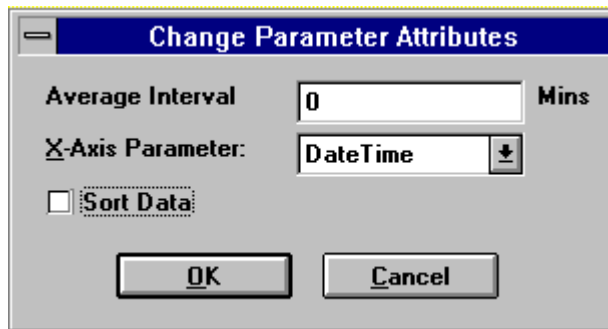 Change Parameter Attributes
Average Interval 0 Mins
X-Axis Parameter: DateTime
Sort Data
OK Cancel